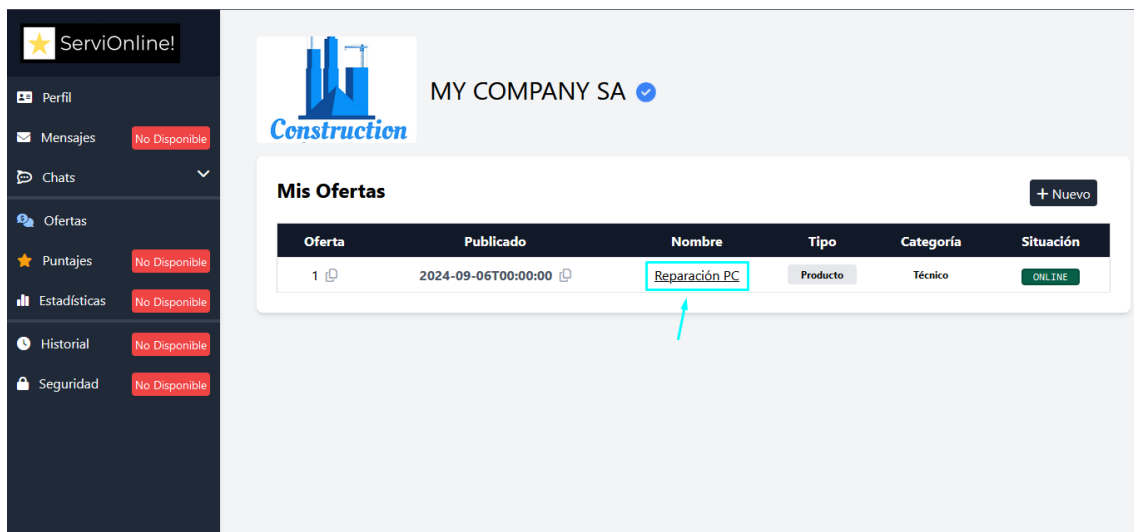 ServiOnline!
Perfil
Mensajes No Disponible
Chats
Ofertas
Puntajes No Disponible
Estadísticas No Disponible
Historial No Disponible
Seguridad No Disponible
Construction
MY COMPANY SA
Mis Ofertas
+ Nuevo
Oferta Publicado Nombre Tipo Categoría Situación
1 2024-09-06T00:00:00 Reparación PC Producto Técnico ONLINE